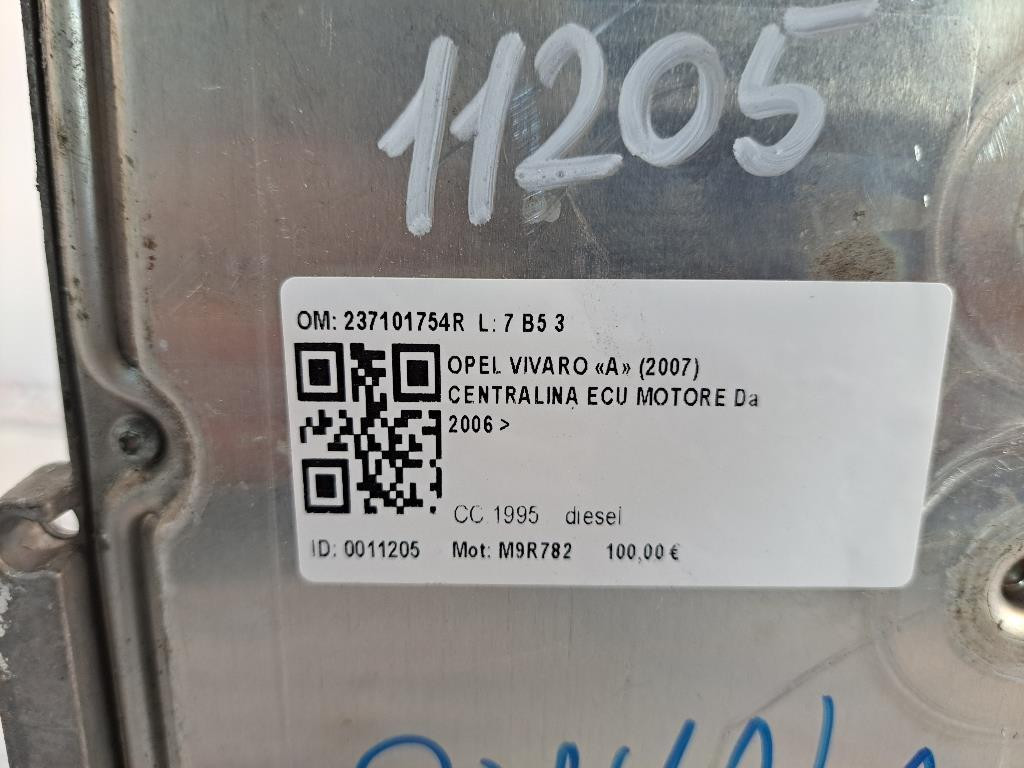 11205
OM: 237101754R L: 7 B5 3
OPEL VIVARO «A» (2007)
CENTRALINA ECU MOTORE Da
2006 >
CC 1995 diesel
ID: 0011205 Mot: M9R782 100,00 €